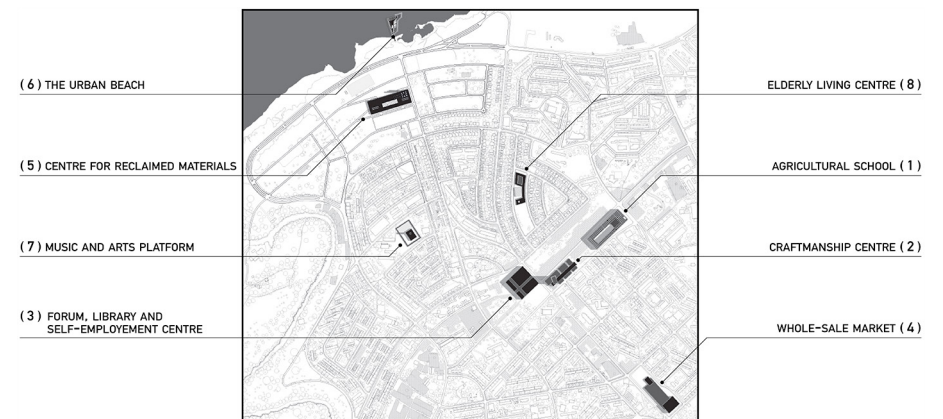 (6) THE URBAN BEACH
(5) CENTRE FOR RECLAIMED MATERIALS
(7) MUSIC AND ARTS PLATFORM
(3) FORUM, LIBRARY AND
SELF-EMPLOYEMENT CENTRE
ELDERLY LIVING CENTRE (8)
AGRICULTURAL SCHOOL (1)
CRAFTMANSHIP CENTRE (2)
WHOLE-SALE MARKET (4)